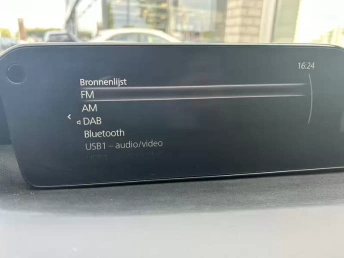 16:24
Bronnenlijst
FM
AM
DAB
Bluetooth
USB1 - audio/video